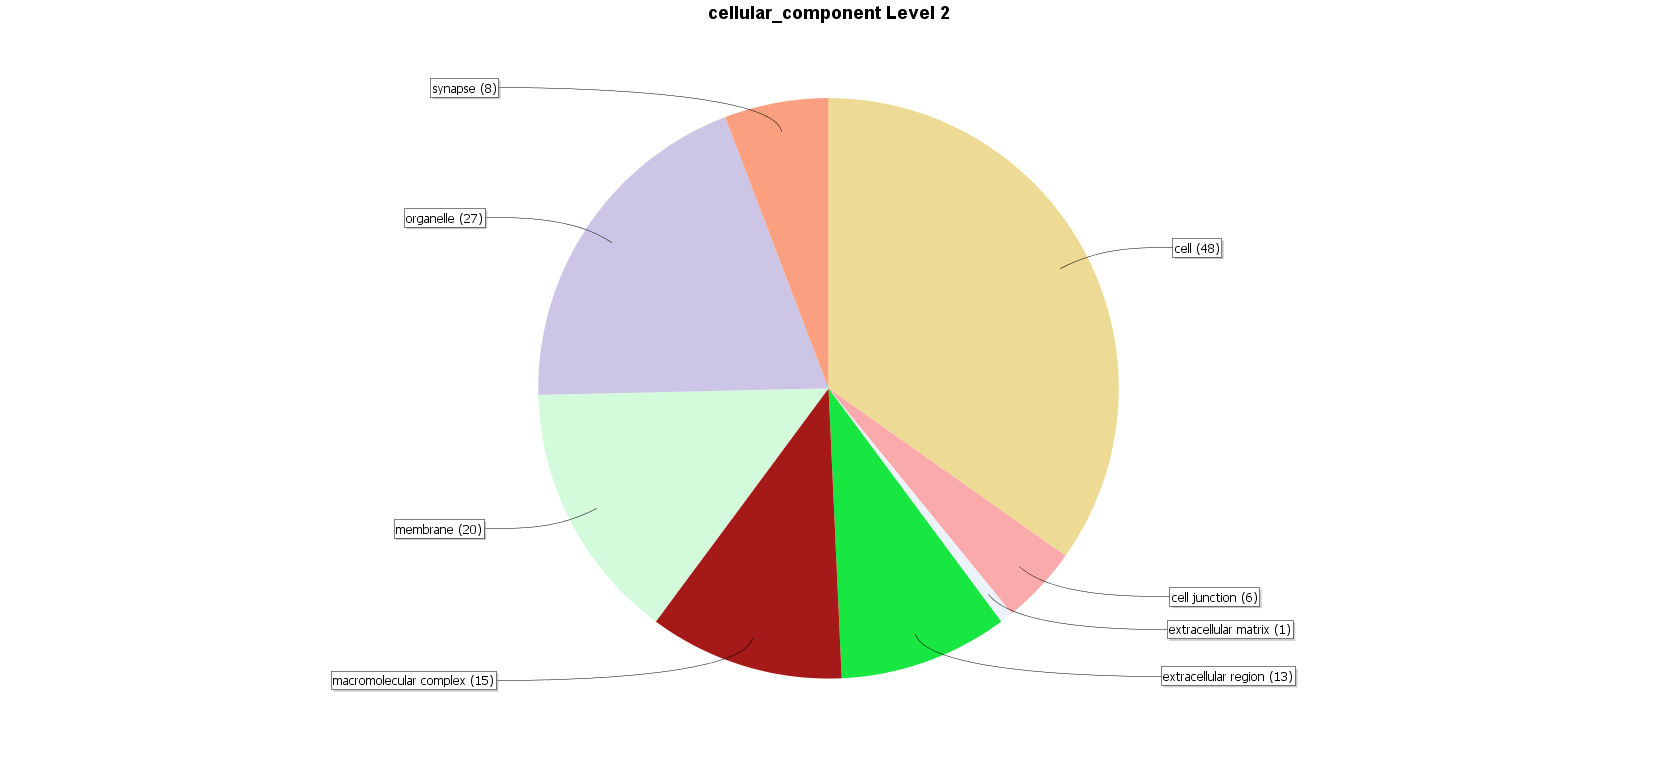 cellular_component Level 2
synapse (8)
organelle (27)
cell (48)
membrane (20)
cell junction (6)
extracellular matrix (1)
extracellular region (13)
macromolecular complex (15)